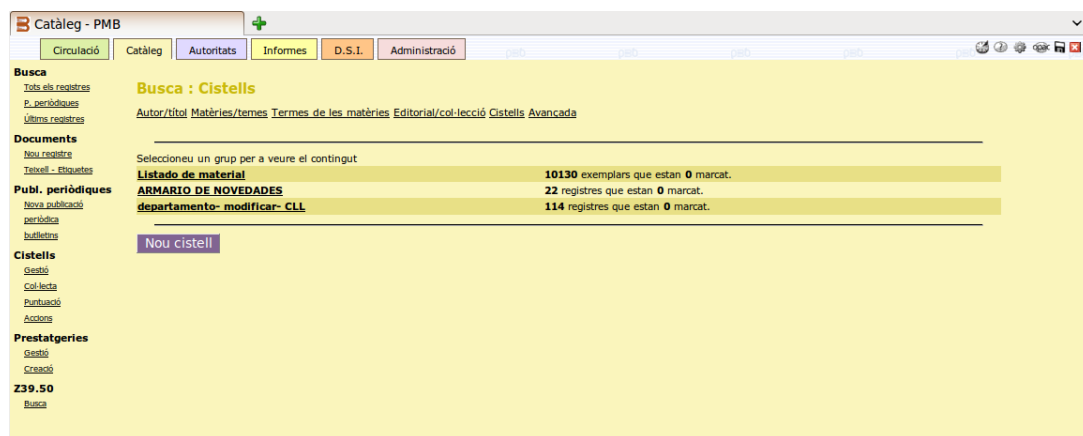 Catàleg - PMB
Circulació Catàleg Autoritats Informes D.S.I. Administració
Busca
Tots els registres
P. periòdiques
Últims registres
Documents
Nou registre
Teixell - Etiquetes
Publ. periòdiques
Nova publicació
periòdica
butlletins
Cistells
Gestió
Col·lecta
Puntuació
Accions
Prestatgeries
Gestió
Creació
Z39.50
Busca
Busca : Cistells
Autor/títol Matèries/temes Termes de les matèries Editorial/col·lecció Cistells Avançada
Seleccioneu un grup per a veure el contingut
Listado de material 10130 exemplars que estan 0 marcat.
ARMARIO DE NOVEDADES 22 registres que estan 0 marcat.
departamento- modificar- CLL 114 registres que estan 0 marcat.
Nou cistell